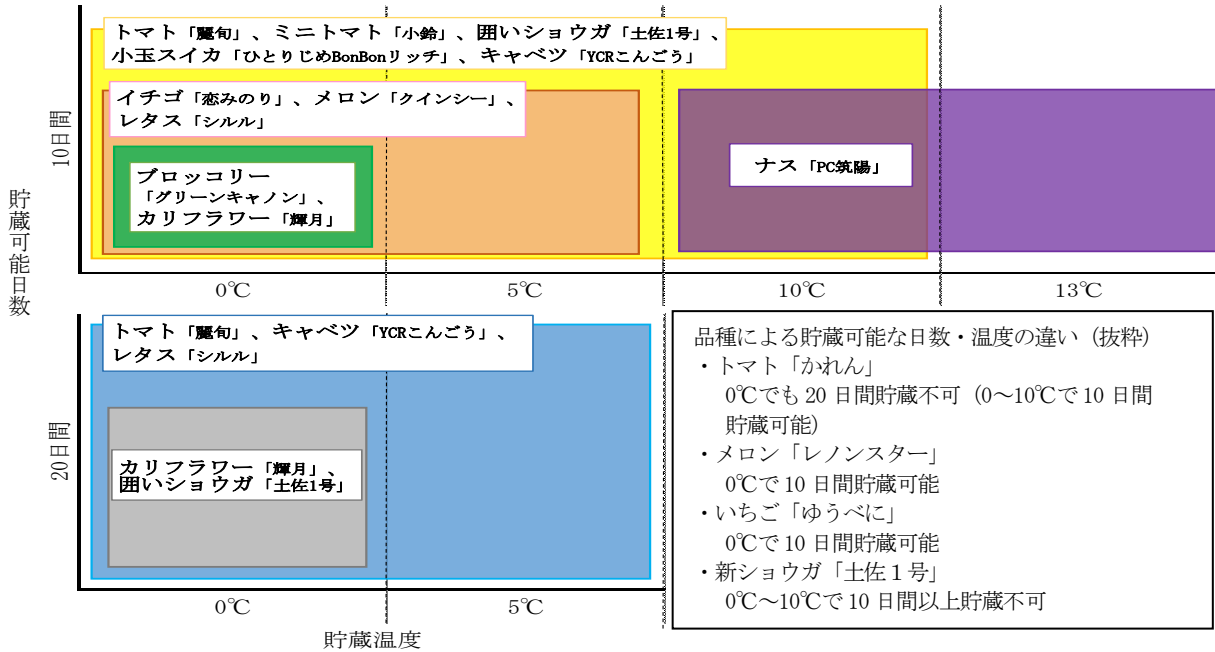 貯蔵可能日数
10日間
トマト「麗旬」、ミニトマト「小鈴」、囲いショウガ「土佐1号」、
小玉スイカ「ひとりじめBonBonリッチ」、キャベツ「YCRこんごう」
イチゴ「恋みのり」、メロン「クインシー」、
レタス「シルル」
ブロッコリー
「グリーンキャノン」、
カリフラワー「輝月」
ナス「PC筑陽」
0℃
5℃
10℃
13℃
20日間
トマト「麗旬」、キャベツ「YCRこんごう」、
レタス「シルル」
カリフラワー「輝月」、
囲いショウガ「土佐1号」
0℃
5℃
貯蔵温度
品種による貯蔵可能な日数・温度の違い（抜粋）
・トマト「かれん」
0℃でも 20 日間貯蔵不可（0～10℃で 10 日間
貯蔵可能）
・メロン「レノンスター」
0℃で 10 日間貯蔵可能
・いちご「ゆうべに」
0℃で 10 日間貯蔵可能
・新ショウガ「土佐１号」
0℃～10℃で 10 日間以上貯蔵不可